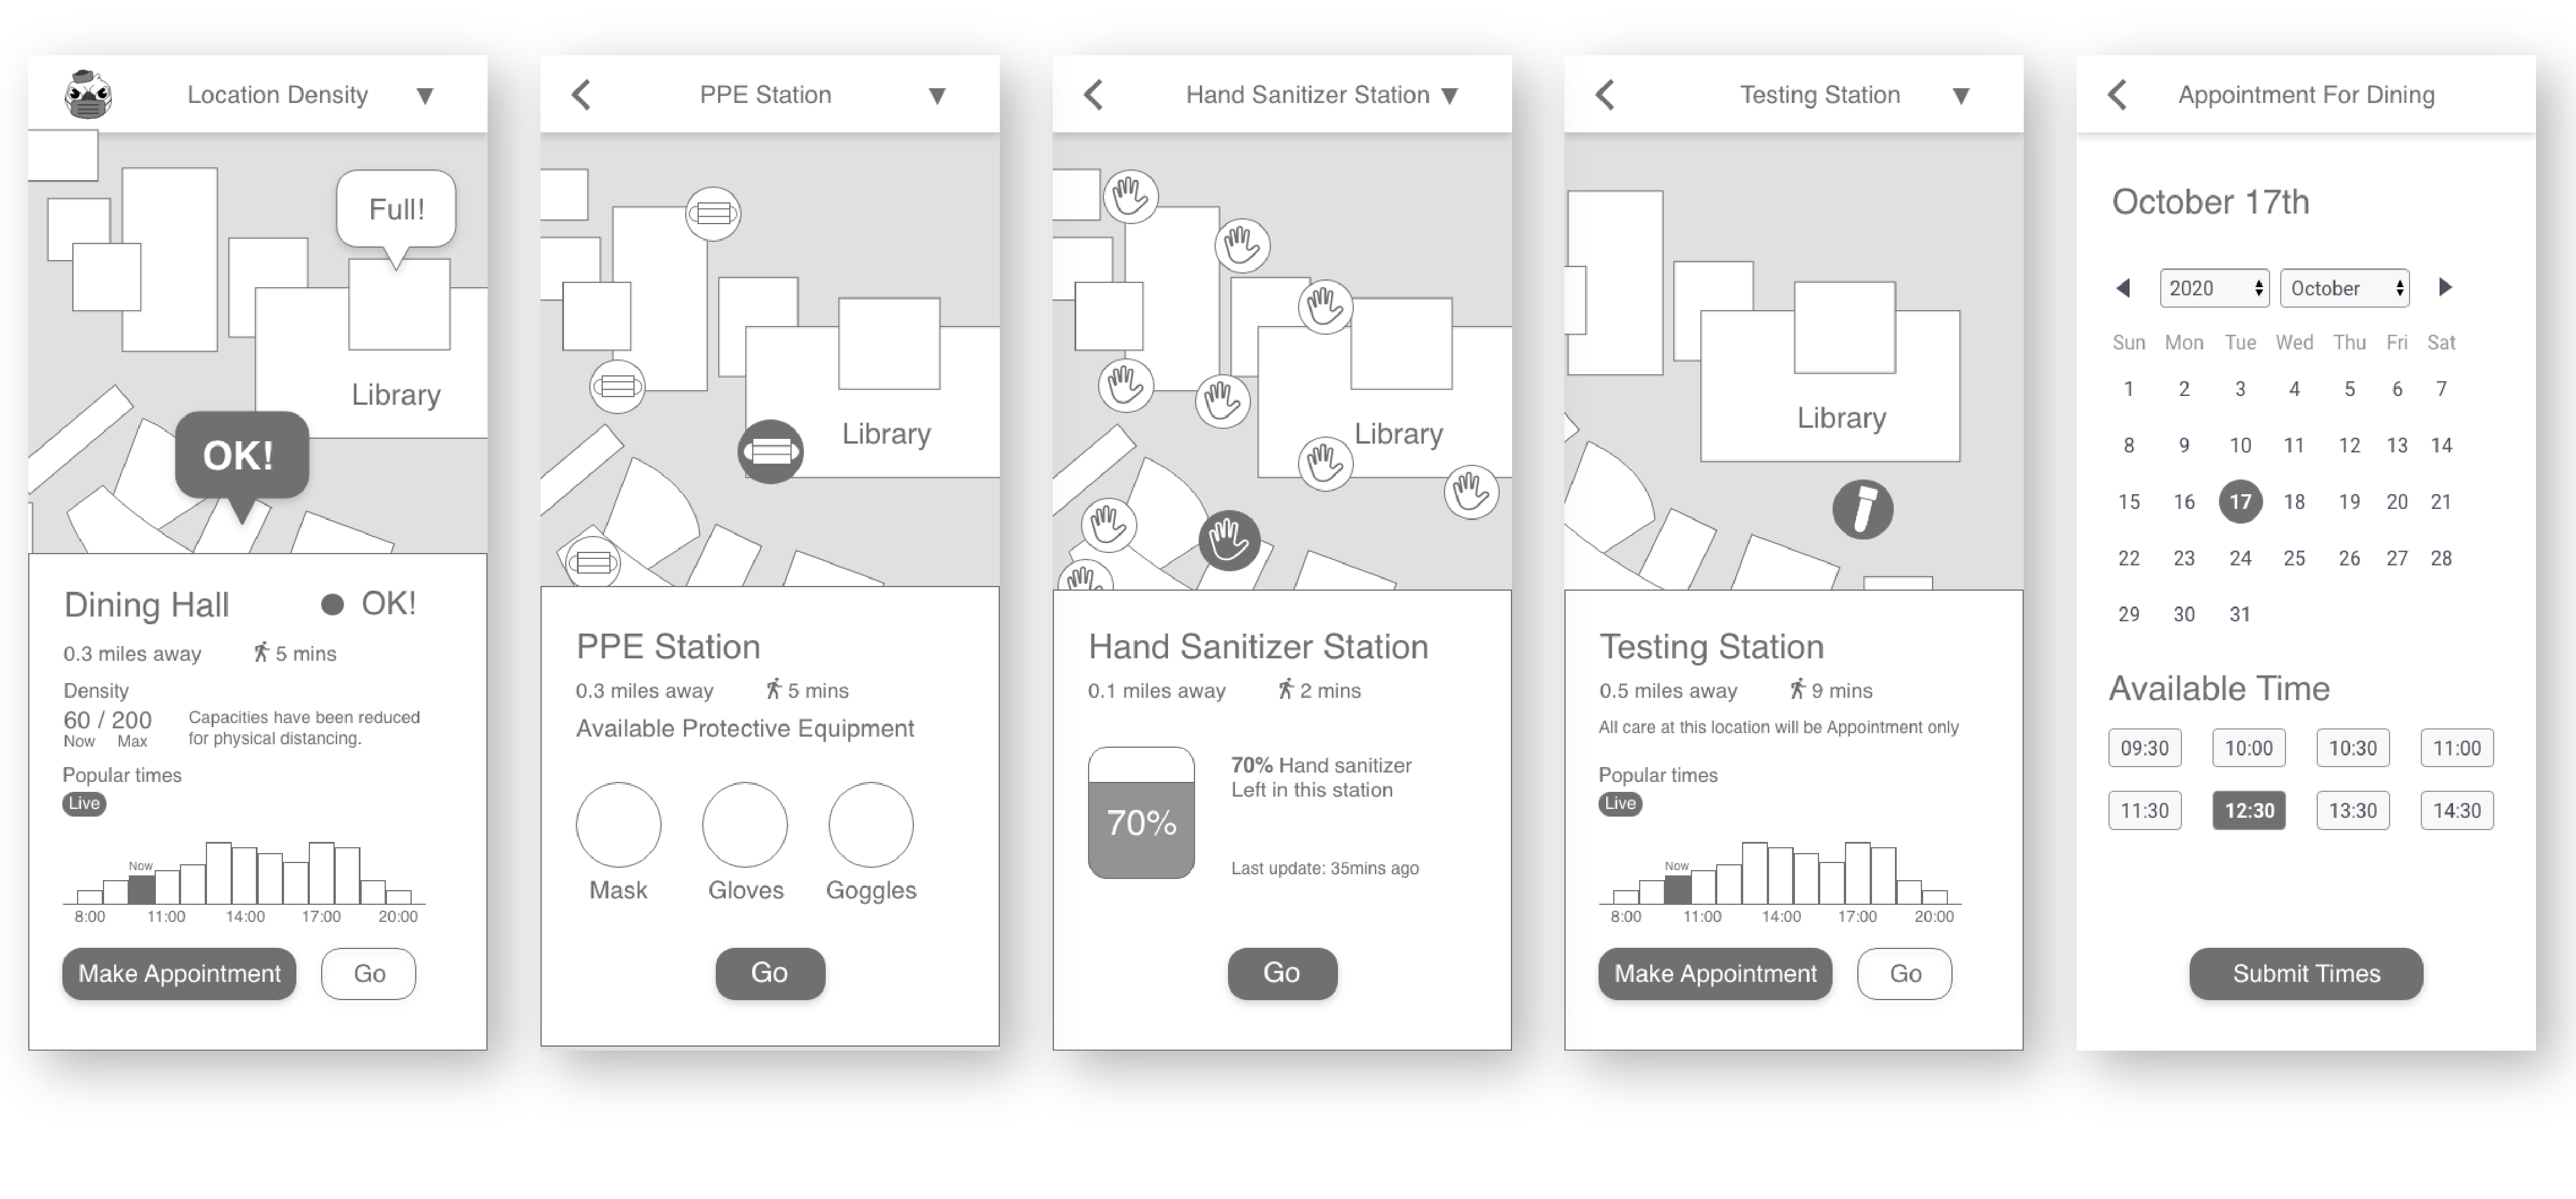 Location Density ▼
Full!
Library
OK!
Dining Hall ● OK!
0.3 miles away 5 mins
Density
60 / 200
Now Max
Capacities have been reduced
for physical distancing.
Popular times
Live
Now
8:00 11:00 14:00 17:00 20:00
Make Appointment Go
PPE Station ▼
Library
PPE Station
0.3 miles away 5 mins
Available Protective Equipment
Mask Gloves Goggles
Go
Hand Sanitizer Station ▼
Library
Hand Sanitizer Station
0.1 miles away 2 mins
70%
70% Hand sanitizer
Left in this station
Last update: 35mins ago
Go
Testing Station ▼
Library
Testing Station
0.5 miles away 9 mins
All care at this location will be Appointment only
Popular times
Live
Now
8:00 11:00 14:00 17:00 20:00
Make Appointment Go
Appointment For Dining
October 17th
2020 October
Sun Mon Tue Wed Thu Fri Sat
1 2 3 4 5 6 7
8 9 10 11 12 13 14
15 16 17 18 19 20 21
22 23 24 25 26 27 28
29 30 31
Available Time
09:30 10:00 10:30 11:00
11:30 12:30 13:30 14:30
Submit Times